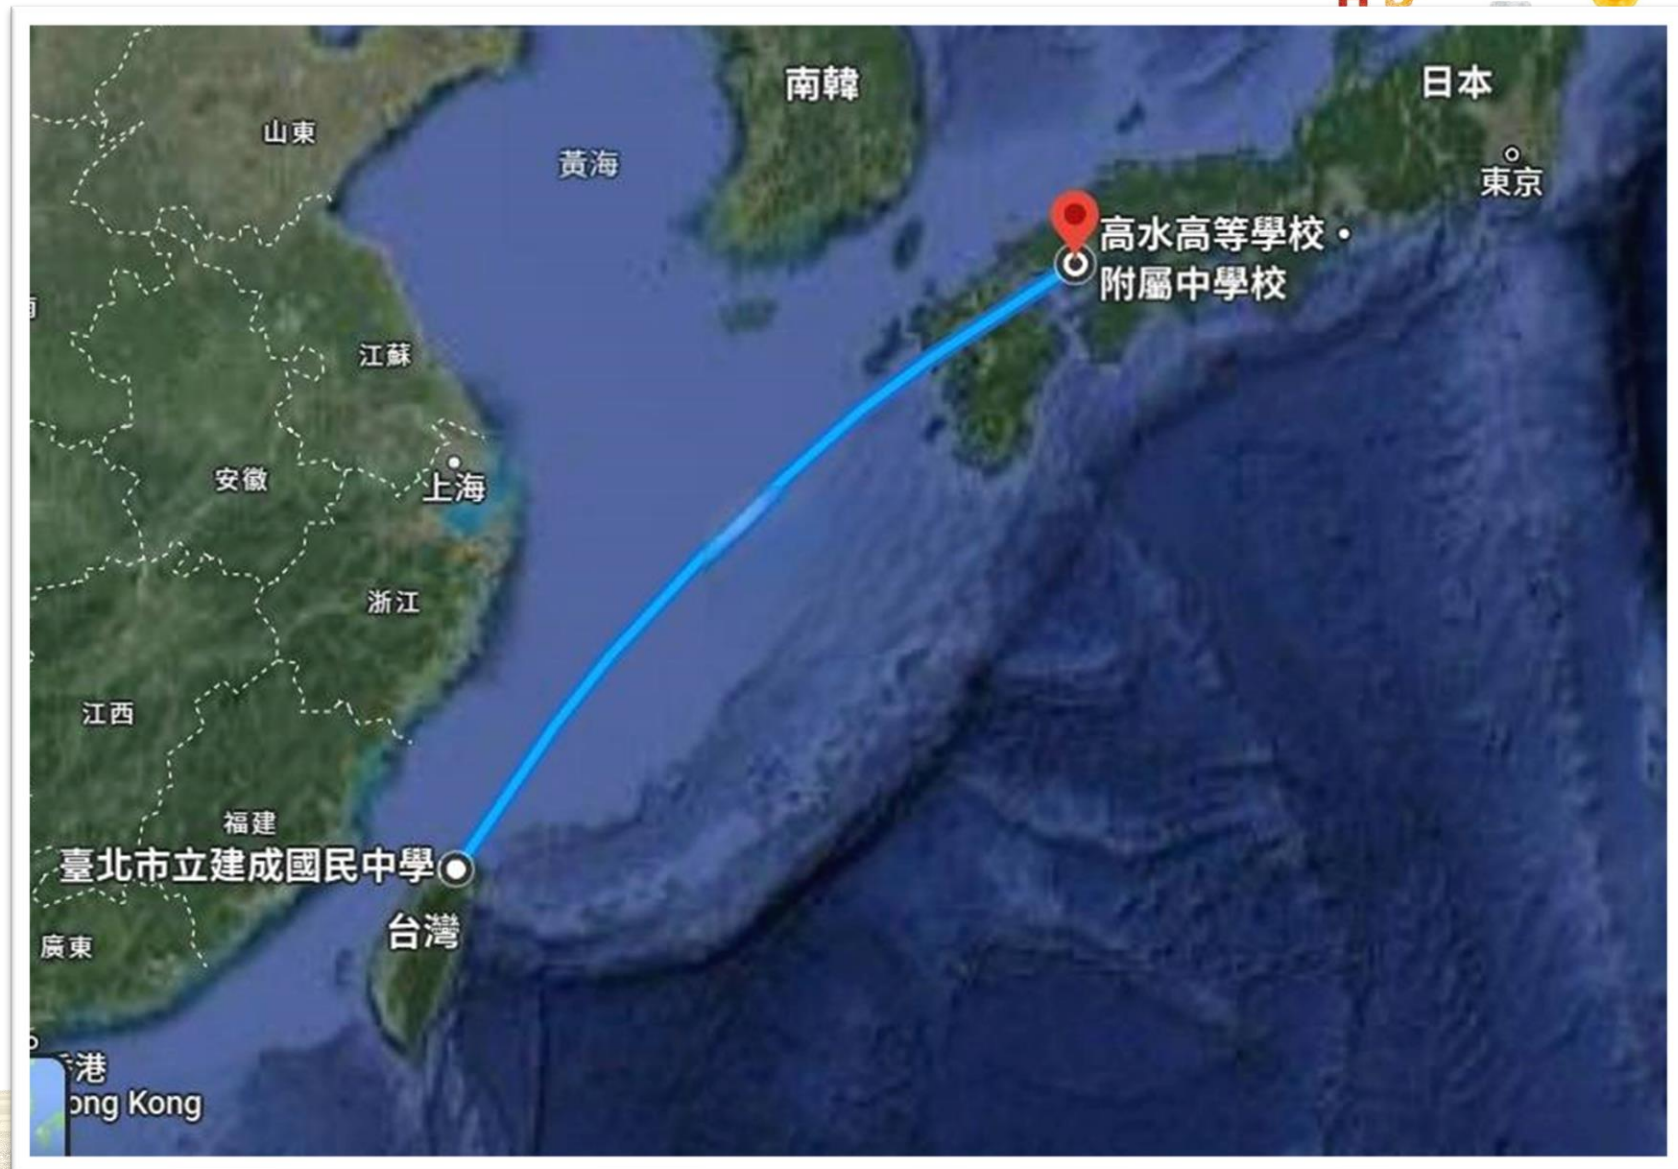 南韓
日本
山東
黃海
東京
高水高等學校・
附屬中學校
江蘇
安徽
上海
浙江
江西
福建
臺北市立建成國民中學
台灣
廣東
港
ong Kong